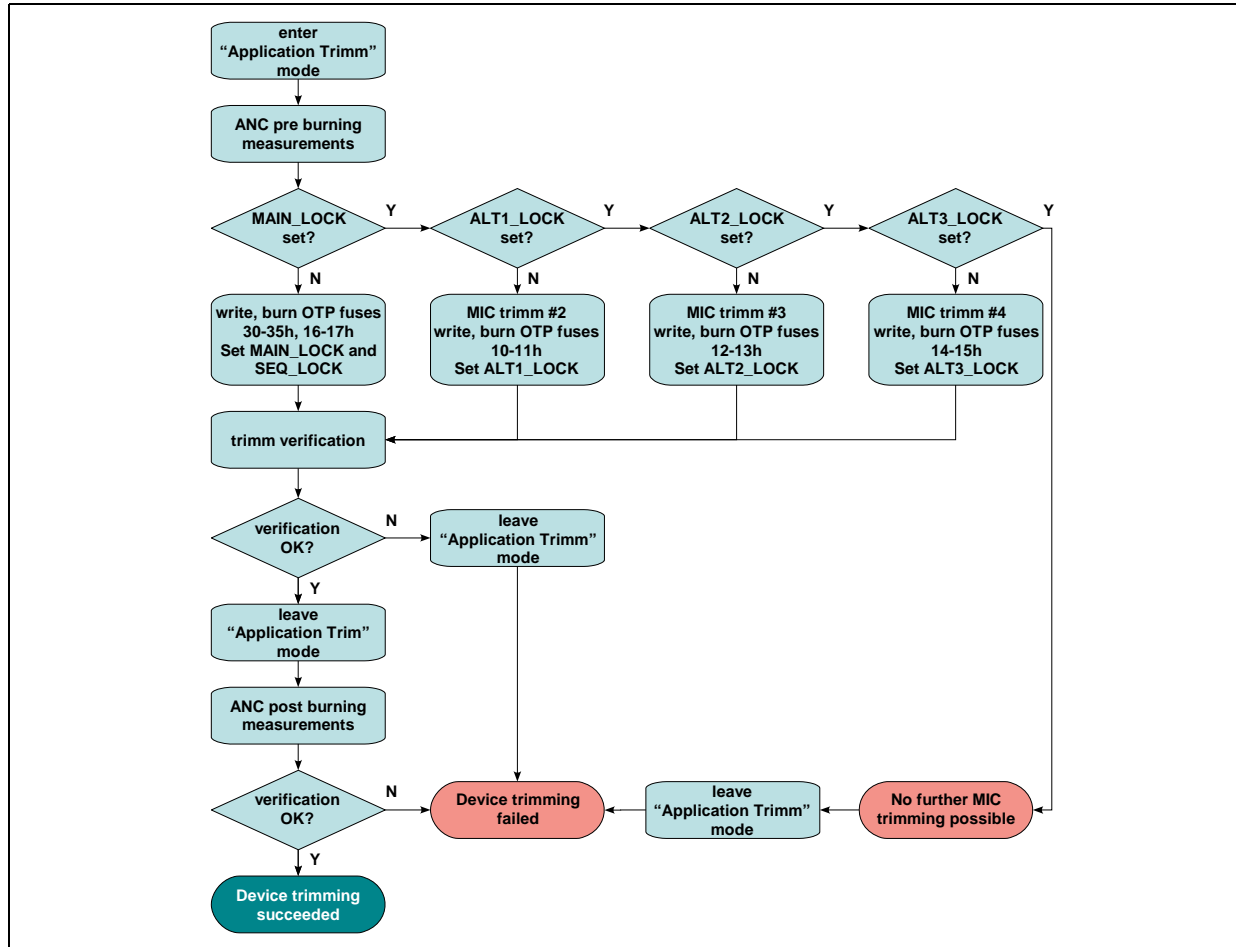 enter
“Application Trimm”
mode
ANC pre burning
measurements
MAIN_LOCK
set?
Y
ALT1_LOCK
set?
Y
ALT2_LOCK
set?
Y
ALT3_LOCK
set?
Y
N
N
N
N
write, burn OTP fuses
30-35h, 16-17h
Set MAIN_LOCK and
SEQ_LOCK
MIC trimm #2
write, burn OTP fuses
10-11h
Set ALT1_LOCK
MIC trimm #3
write, burn OTP fuses
12-13h
Set ALT2_LOCK
MIC trimm #4
write, burn OTP fuses
14-15h
Set ALT3_LOCK
trimm verification
verification
OK?
N
leave
“Application Trimm”
mode
Y
leave
“Application Trim”
mode
ANC post burning
measurements
verification
OK?
N
Device trimming
failed
leave
“Application Trimm”
mode
No further MIC
trimming possible
Y
Device trimming
succeeded